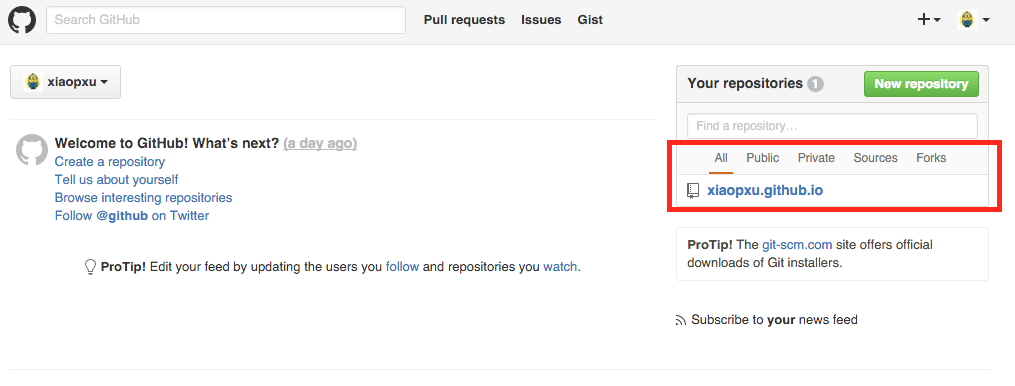 Search GitHub
Pull requests Issues Gist
xiaopxu
Welcome to GitHub! What's next? (a day ago)
Create a repository
Tell us about yourself
Browse interesting repositories
Follow @github on Twitter
ProTip! Edit your feed by updating the users you follow and repositories you watch.
Your repositories 1
New repository
Find a repository…
All Public Private Sources Forks
xiaopxu.github.io
ProTip! The git-scm.com site offers official
downloads of Git installers.
Subscribe to your news feed